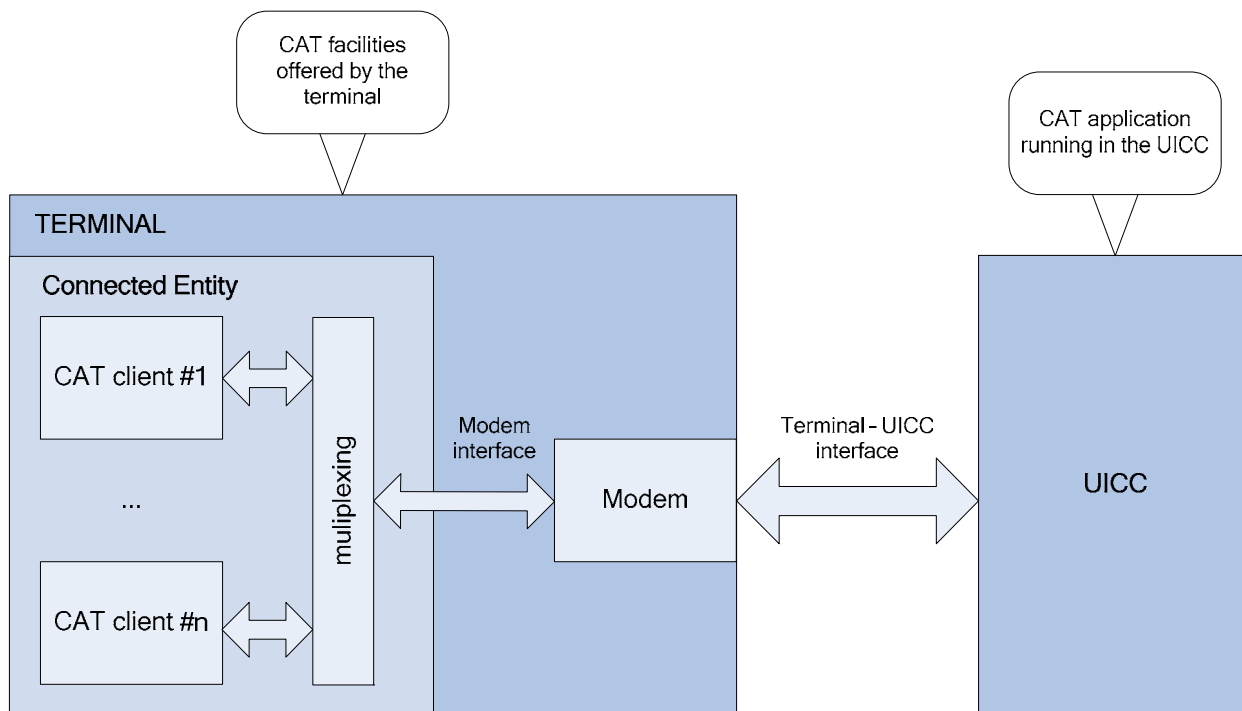 CAT facilities
offered by the
terminal
CAT application
running in the UICC
TERMINAL
Connected Entity
CAT client #1
...
CAT client #n
muliplexing
Modem
interface
Modem
Terminal - UICC
interface
UICC